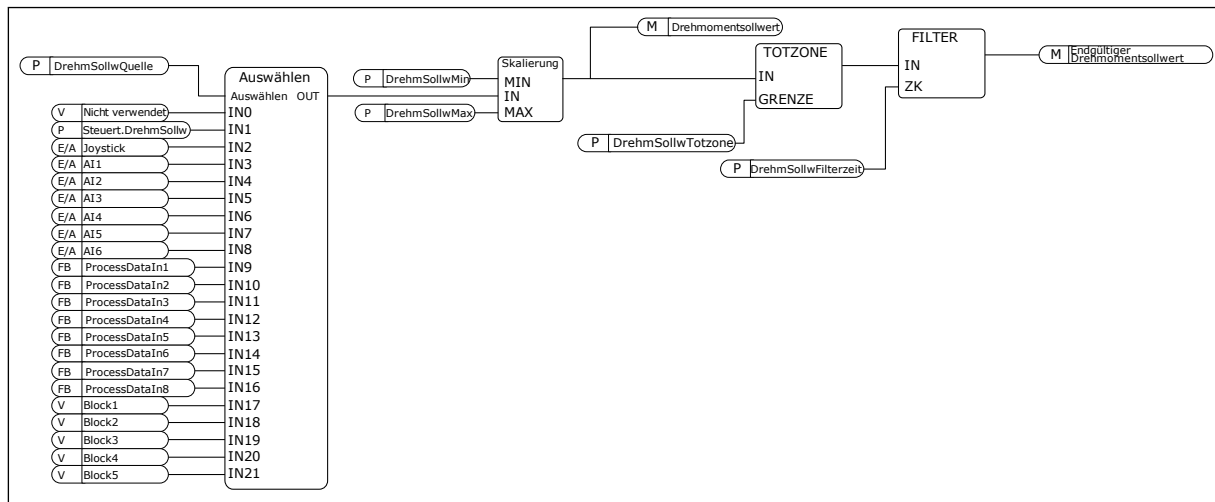 M Drehmomentsollwert
P DrehmSollwQuelle
Auswählen
Auswählen OUT
IN0
IN1
IN2
IN3
IN4
IN5
IN6
IN7
IN8
IN9
IN10
IN11
IN12
IN13
IN14
IN15
IN16
IN17
IN18
IN19
IN20
IN21
V Nicht verwendet
P Steuert.DrehmSollw
E/A Joystick
E/A AI1
E/A AI2
E/A AI3
E/A AI4
E/A AI5
E/A AI6
FB ProcessDataIn1
FB ProcessDataIn2
FB ProcessDataIn3
FB ProcessDataIn4
FB ProcessDataIn5
FB ProcessDataIn6
FB ProcessDataIn7
FB ProcessDataIn8
V Block1
V Block2
V Block3
V Block4
V Block5
P DrehmSollwMin
P DrehmSollwMax
Skalierung
MIN
IN
MAX
TOTZONE
IN
GRENZE
P DrehmSollwTotzone
FILTER
IN
ZK
P DrehmSollwFilterzeit
M Endgültiger
Drehmomentsollwert